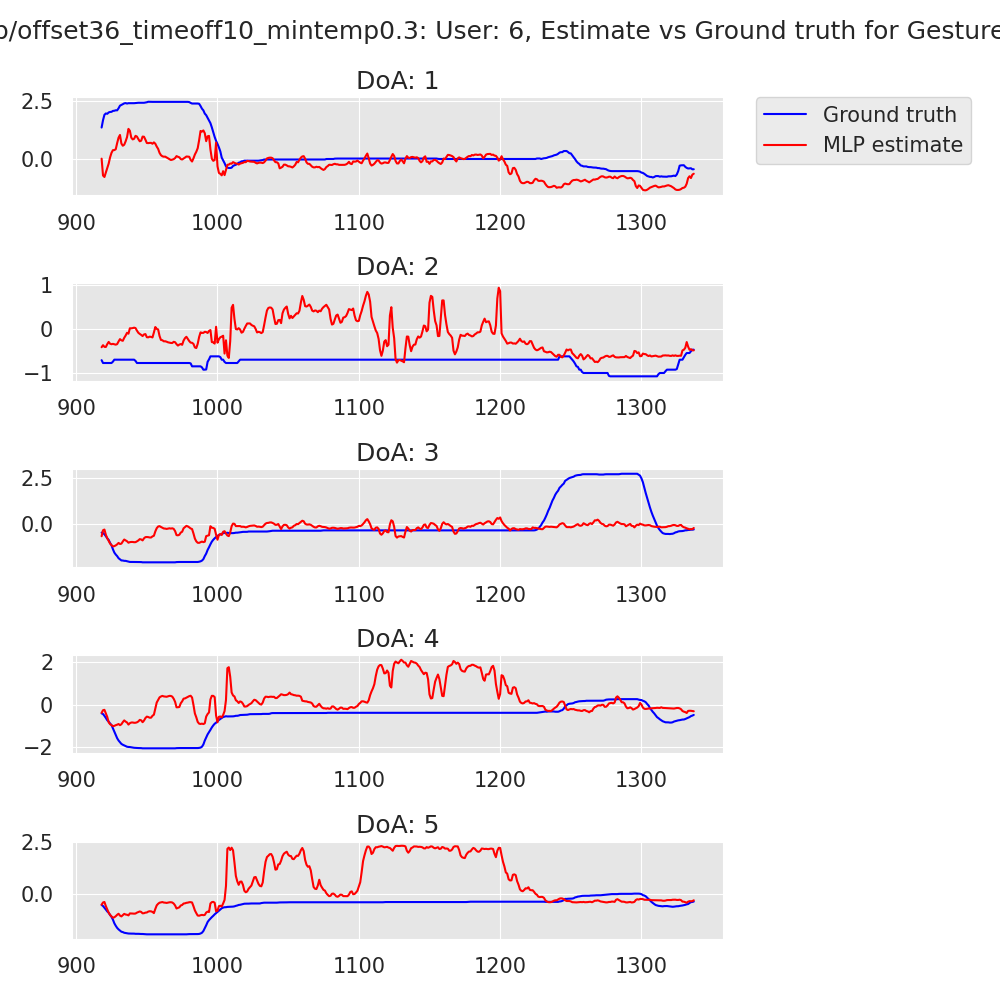 o/offset36_timeoff10_mintemp0.3: User: 6, Estimate vs Ground truth for Gesture
DoA: 1
Ground truth
MLP estimate
2.5
0.0
900 1000 1100 1200 1300
DoA: 2
1
0
−1
900 1000 1100 1200 1300
DoA: 3
2.5
0.0
900 1000 1100 1200 1300
DoA: 4
2
0
−2
900 1000 1100 1200 1300
DoA: 5
2.5
0.0
900 1000 1100 1200 1300